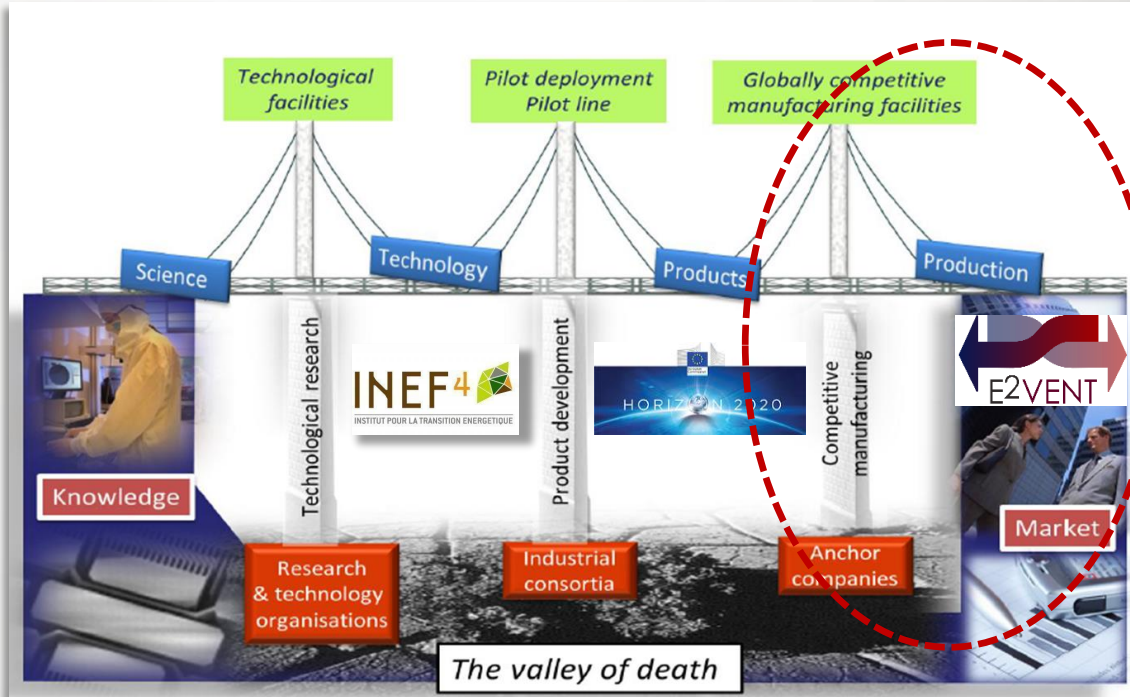 Technological
facilities
Pilot deployment
Pilot line
Globally competitive
manufacturing facilities
Science
Technology
Products
Production
Technological research
INEF4
INSTITUT POUR LA TRANSITION ENERGETIQUE
Product development
HORIZON 2020
Competitive
manufacturing
E2VENT
Knowledge
Market
Research
& technology
organisations
Industrial
consortia
Anchor
companies
The valley of death